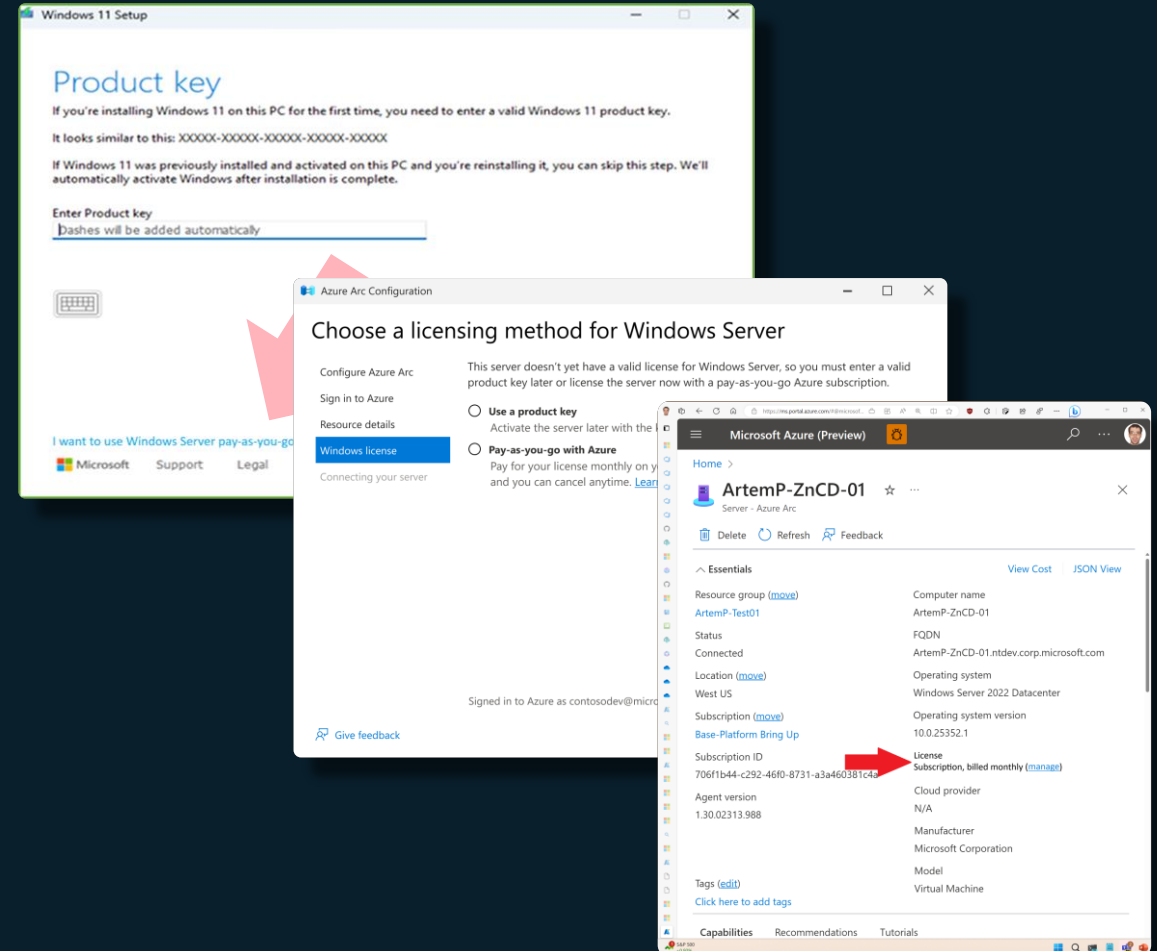 Windows 11 Setup
Product key
If you're installing Windows 11 on this PC for the first time, you need to enter a valid Windows 11 product key.
It looks similar to this: XXXXX-XXXXX-XXXXX-XXXXX-XXXXX
If Windows 11 was previously installed and activated on this PC and you're reinstalling it, you can skip this step. We'll
automatically activate Windows after installation is complete.
Enter Product key
Dashes will be added automatically
I want to use Windows Server pay-as-you-go
Microsoft Support Legal
Azure Arc Configuration
Choose a licensing method for Windows Server
Configure Azure Arc
Sign in to Azure
Resource details
Windows license
Connecting your server
This server doesn't yet have a valid license for Windows Server, so you must enter a valid
product key later or license the server now with a pay-as-you-go Azure subscription.
Use a product key
Activate the server later with the
Pay-as-you-go with Azure
Pay for your license monthly on
and you can cancel anytime.
Signed in to Azure as contosodev@micro
Give feedback
Microsoft Azure (Preview)
Home >
ArtemP-ZnCD-01
Server - Azure Arc
Delete Refresh Feedback
Essentials
View Cost JSON View
Resource group (move)
ArtemP-Test01
Status
Connected
Location (move)
West US
Subscription (move)
Base-Platform Bring Up
Subscription ID
706f1b44-c292-46f0-8731-a3a460381c4a
Agent version
1.30.02313.988
Computer name
ArtemP-ZnCD-01
FQDN
ArtemP-ZnCD-01.ntdev.corp.microsoft.com
Operating system
Windows Server 2022 Datacenter
Operating system version
10.0.25352.1
License
Subscription, billed monthly (manage)
Cloud provider
N/A
Manufacturer
Microsoft Corporation
Model
Virtual Machine
Tags (edit)
Click here to add tags
Capabilities Recommendations Tutorials